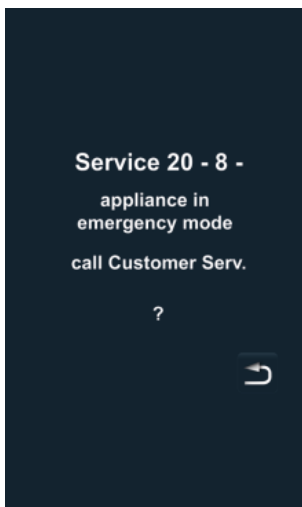 Service 20 - 8 -
appliance in
emergency mode
call Customer Serv.
?